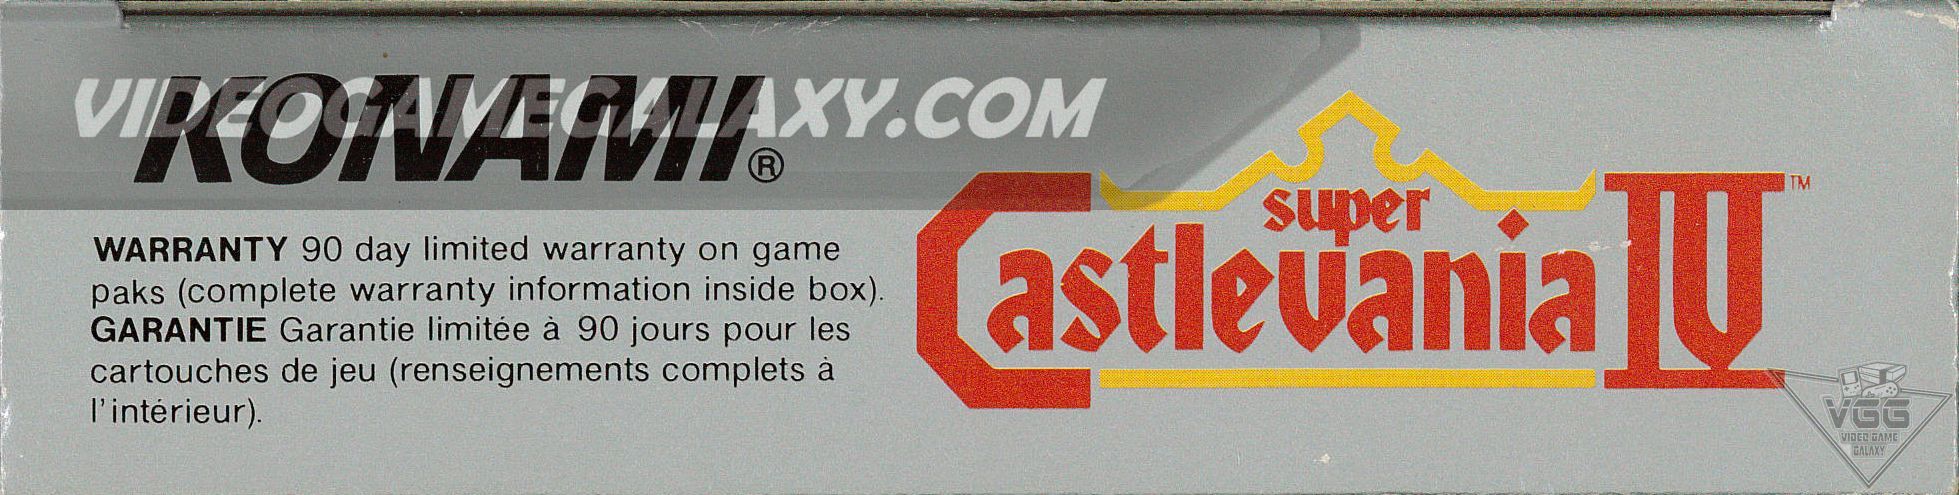 VIDEOGAMEGALAXY.COM
KONAMI®
WARRANTY 90 day limited warranty on game
paks (complete warranty information inside box).
GARANTIE Garantie limitée à 90 jours pour les
cartouches de jeu (renseignements complets à
l'intérieur).
super
Castlevania IV™
VGG
VIDEO GAME
GALAXY